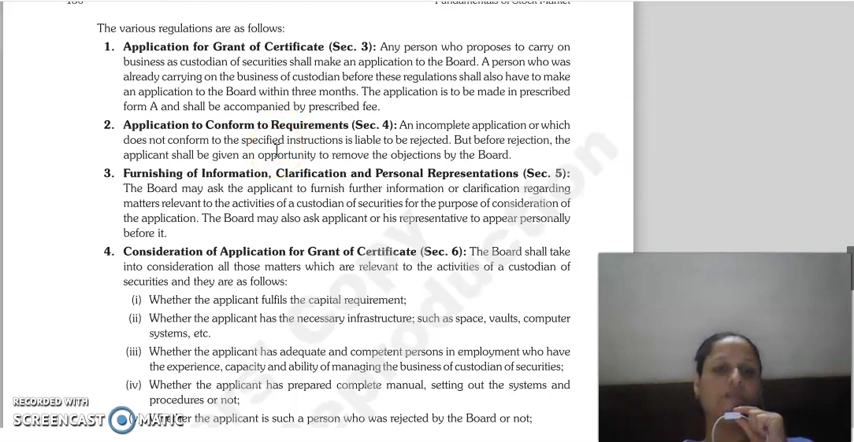 Fundamentals of Stock Market
The various regulations are as follows:
1. Application for Grant of Certificate (Sec. 3): Any person who proposes to carry on
business as custodian of securities shall make an application to the Board. A person who was
already carrying on the business of custodian before these regulations shall also have to make
an application to the Board within three months. The application is to be made in prescribed
form A and shall be accompanied by prescribed fee.
2. Application to Conform to Requirements (Sec. 4): An incomplete application or which
does not conform to the specified instructions is liable to be rejected. But before rejection, the
applicant shall be given an opportunity to remove the objections by the Board.
3. Furnishing of Information, Clarification and Personal Representations (Sec. 5):
The Board may ask the applicant to furnish further information or clarification regarding
matters relevant to the activities of a custodian of securities for the purpose of consideration of
the application. The Board may also ask applicant or his representative to appear personally
before it.
4. Consideration of Application for Grant of Certificate (Sec. 6): The Board shall take
into consideration all those matters which are relevant to the activities of a custodian of
securities and they are as follows:
(i) Whether the applicant fulfils the capital requirement;
(ii) Whether the applicant has the necessary infrastructure; such as space, vaults, computer
systems, etc.
(iii) Whether the applicant has adequate and competent persons in employment who have
the experience, capacity and ability of managing the business of custodian of securities;
(iv) Whether the applicant has prepared complete manual, setting out the systems and
procedures or not;
the applicant is such a person who was rejected by the Board or not;
Copy
RECORDED WITH
SCREENCAST MATIC